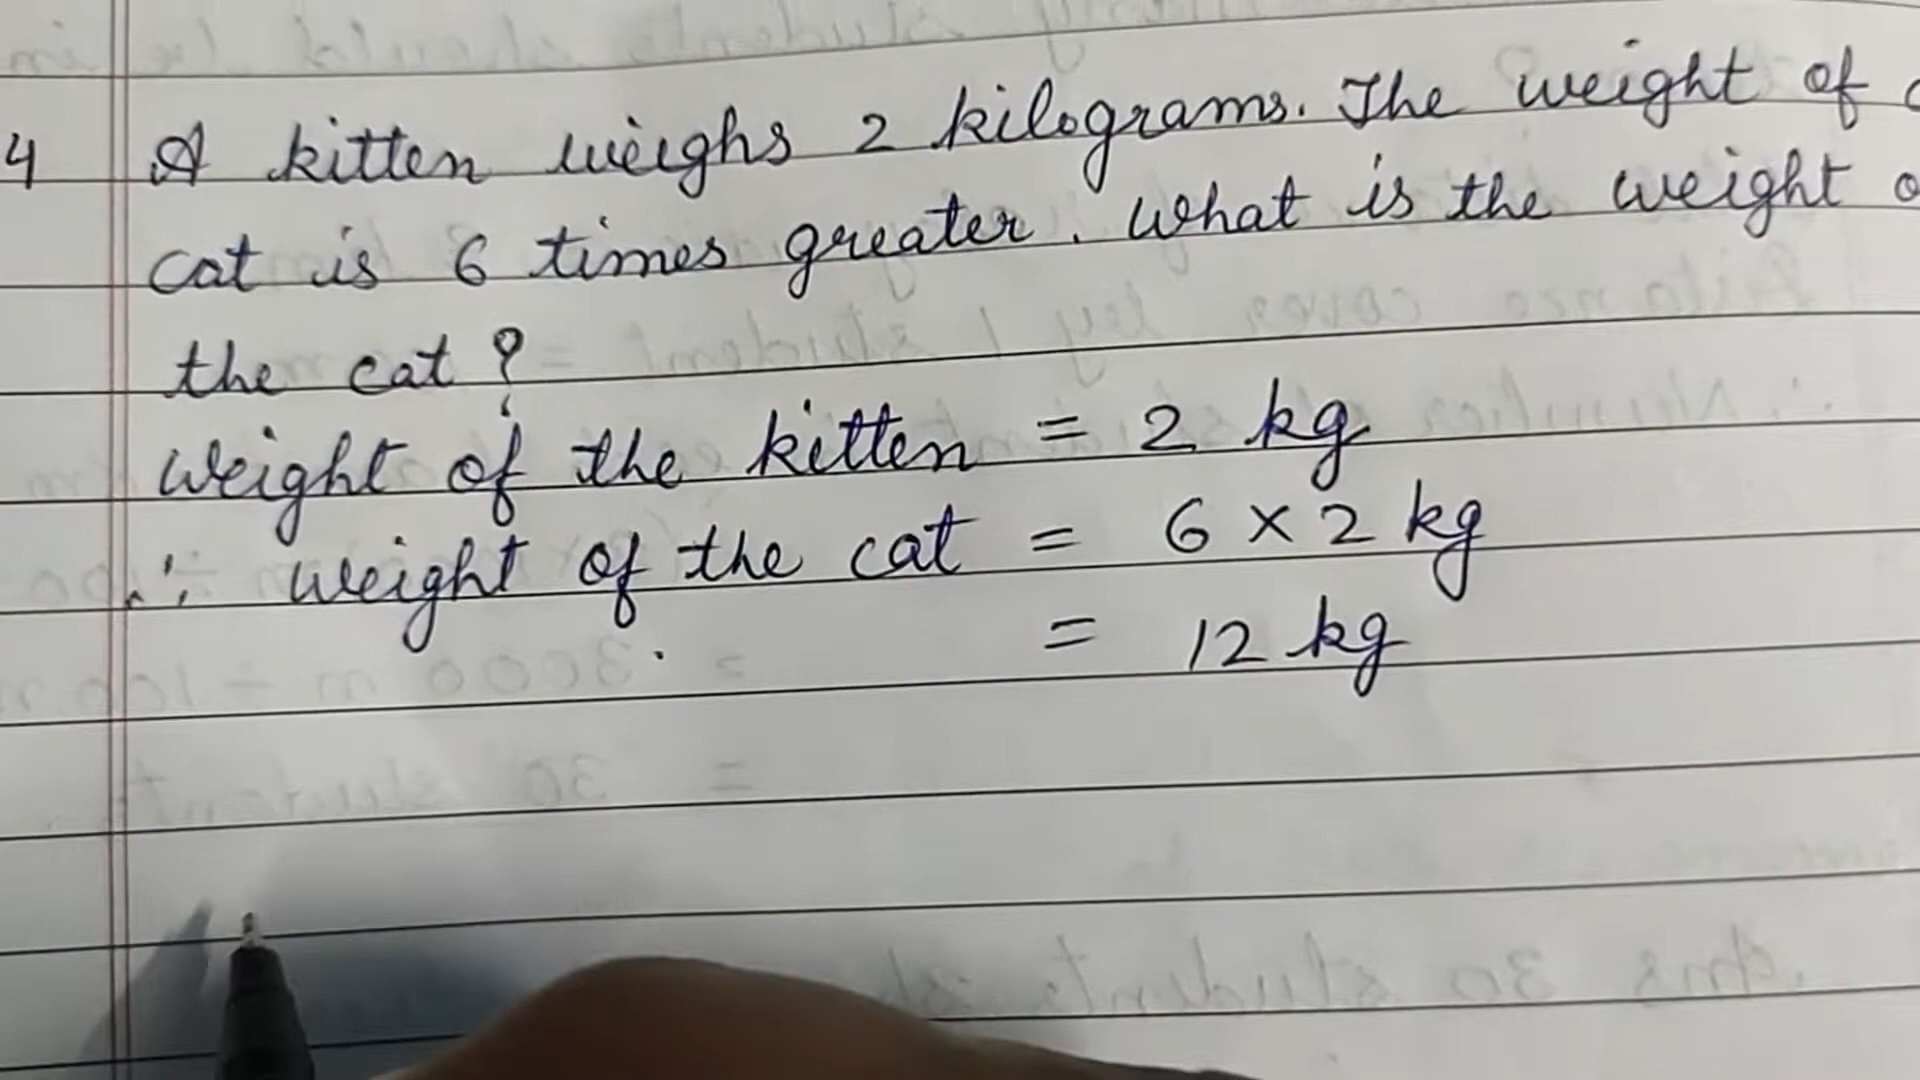 4 A kitten weighs 2 kilograms. The weight of
cat is 6 times greater. What is the weight
the cat?
Weight of the kitten = 2 kg
∴ weight of the cat = 6 × 2 kg
= 12 kg